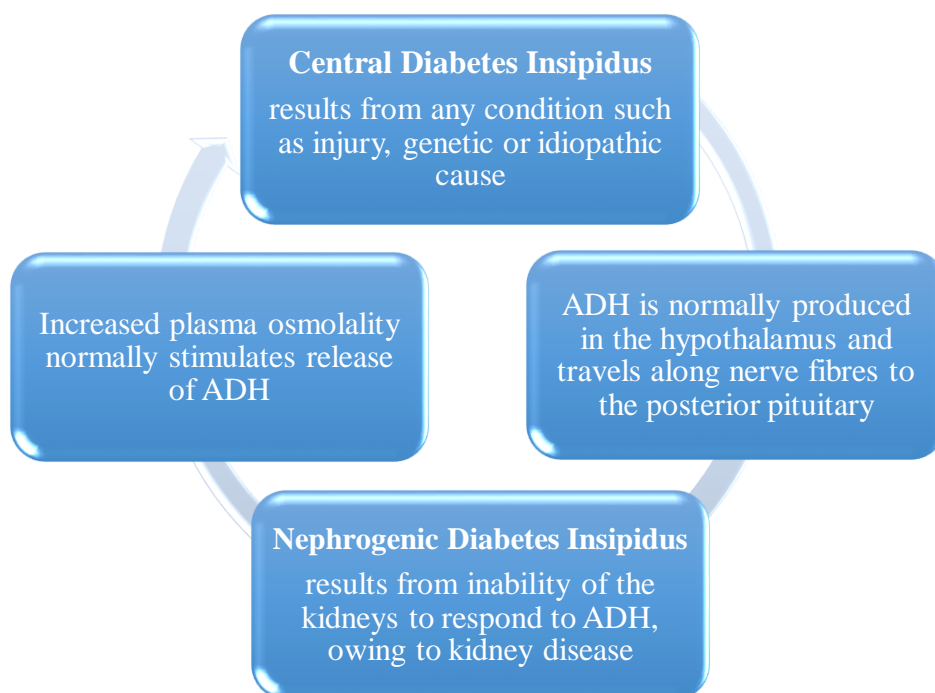 Central Diabetes Insipidus
results from any condition such
as injury, genetic or idiopathic
cause
ADH is normally produced
in the hypothalamus and
travels along nerve fibres to
the posterior pituitary
Nephrogenic Diabetes Insipidus
results from inability of the
kidneys to respond to ADH,
owing to kidney disease
Increased plasma osmolality
normally stimulates release
of ADH